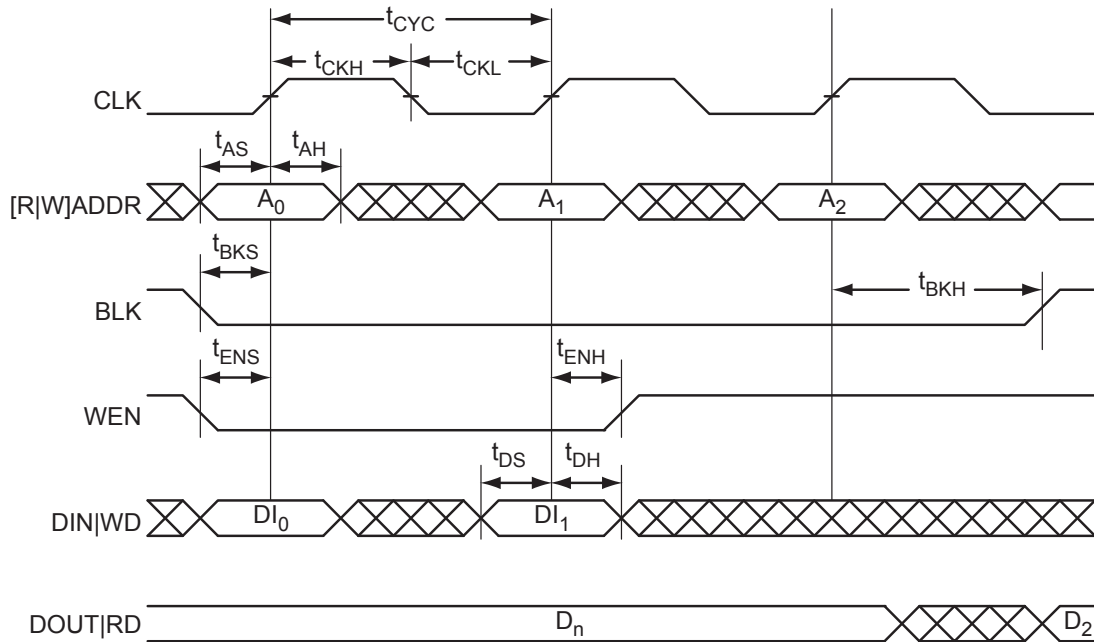 tCYC
tCKH tCKL
CLK
tAS tAH
[R|W]ADDR A0 A1 A2
tBKS tBKH
BLK
tENS tENH
WEN
tDS tDH
DIN|WD DI0 DI1
DOUT|RD Dn D2